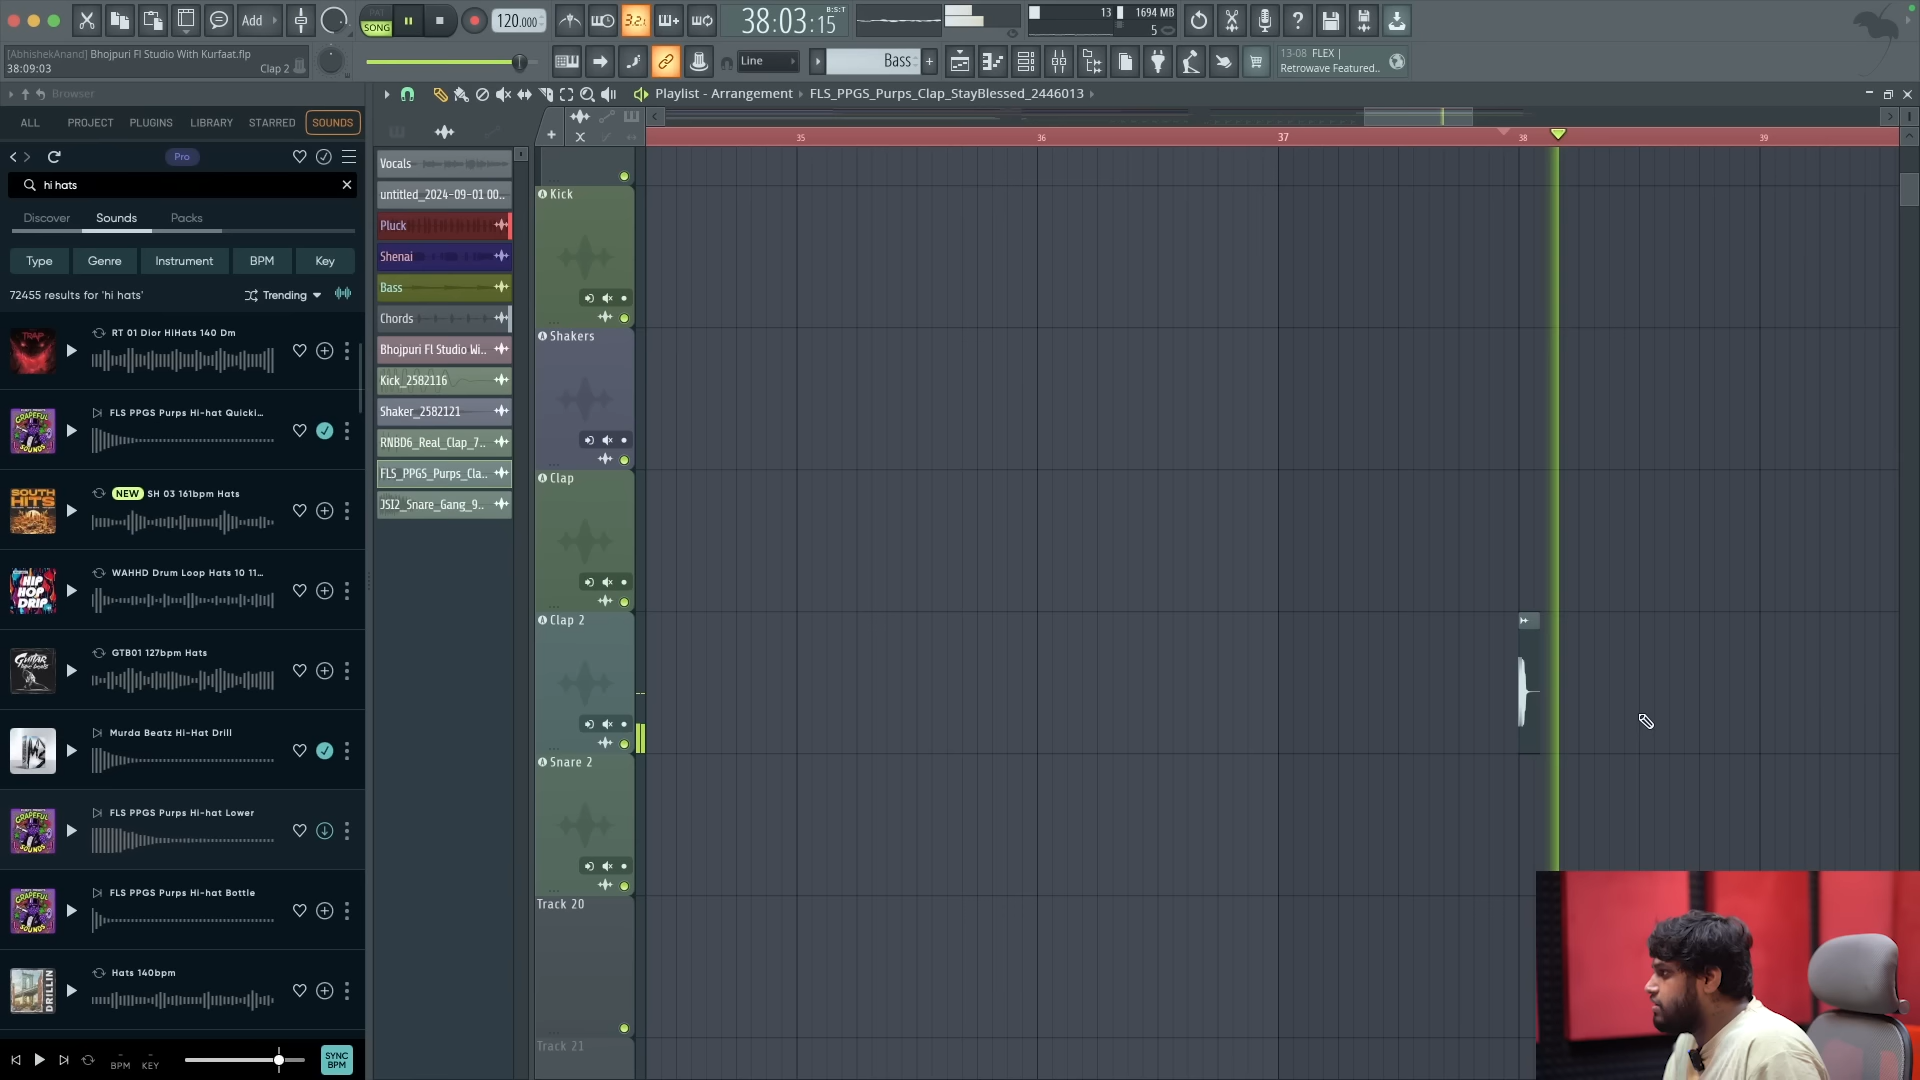 PAT
SONG
Add
120.000
3.2.1
38:03:15
B:S:T
13
1694 MB
5
[AbhishekAnand] Bhojpuri Fl Studio With Kurfaat.flp
38:09:03
Clap 2
Line
Bass
13-08 FLEX |
Retrowave Featured..
Browser
Playlist - Arrangement › FLS_PPGS_Purps_Clap_StayBlessed_2446013 ›
ALL
PROJECT
PLUGINS
LIBRARY
STARRED
SOUNDS
Pro
hi hats
Discover
Sounds
Packs
Type
Genre
Instrument
BPM
Key
72455 results for 'hi hats'
Trending
RT 01 Dior HiHats 140 Dm
FLS PPGS Purps Hi-hat Quicki...
NEW SH 03 161bpm Hats
WAHHD Drum Loop Hats 10 11...
GTB01 127bpm Hats
Murda Beatz Hi-Hat Drill
FLS PPGS Purps Hi-hat Lower
FLS PPGS Purps Hi-hat Bottle
Hats 140bpm
BPM
KEY
SYNC
BPM
Vocals
untitled_2024-09-01 00..
Pluck
Shenai
Bass
Chords
Bhojpuri Fl Studio Wi..
Kick_2582116
Shaker_2582121
RNBD6_Real_Clap_7..
FLS_PPGS_Purps_Cla..
JSI2_Snare_Gang_9..
35
36
37
38
39
Kick
Shakers
Clap
Clap 2
Snare 2
Track 20
Track 21